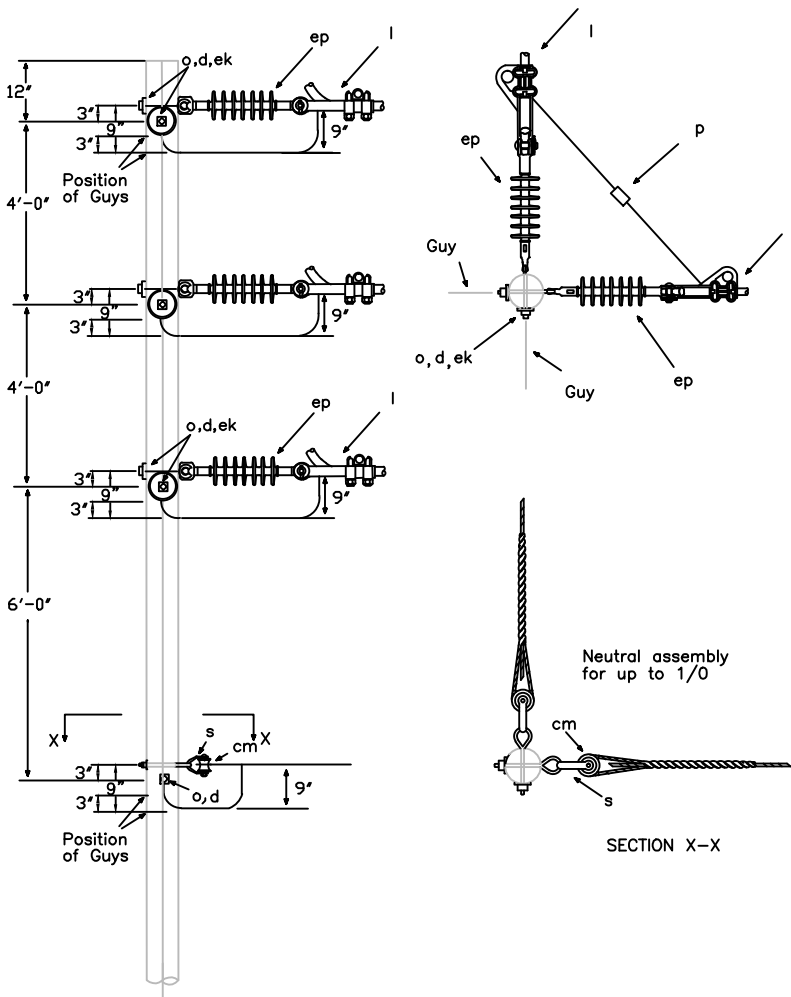 ep
l
o,d,ek
12"
3"
9"
3"
9"
Position
of Guys
4'-0"
3"
9"
3"
9"
4'-0"
ep
l
o,d,ek
3"
9"
3"
9"
6'-0"
X
X
s
cm
3"
9"
3"
o,d
9"
Position
of Guys
l
ep
p
Guy
o,d,ek
Guy
ep
Neutral assembly
for up to 1/0
cm
s
SECTION X-X